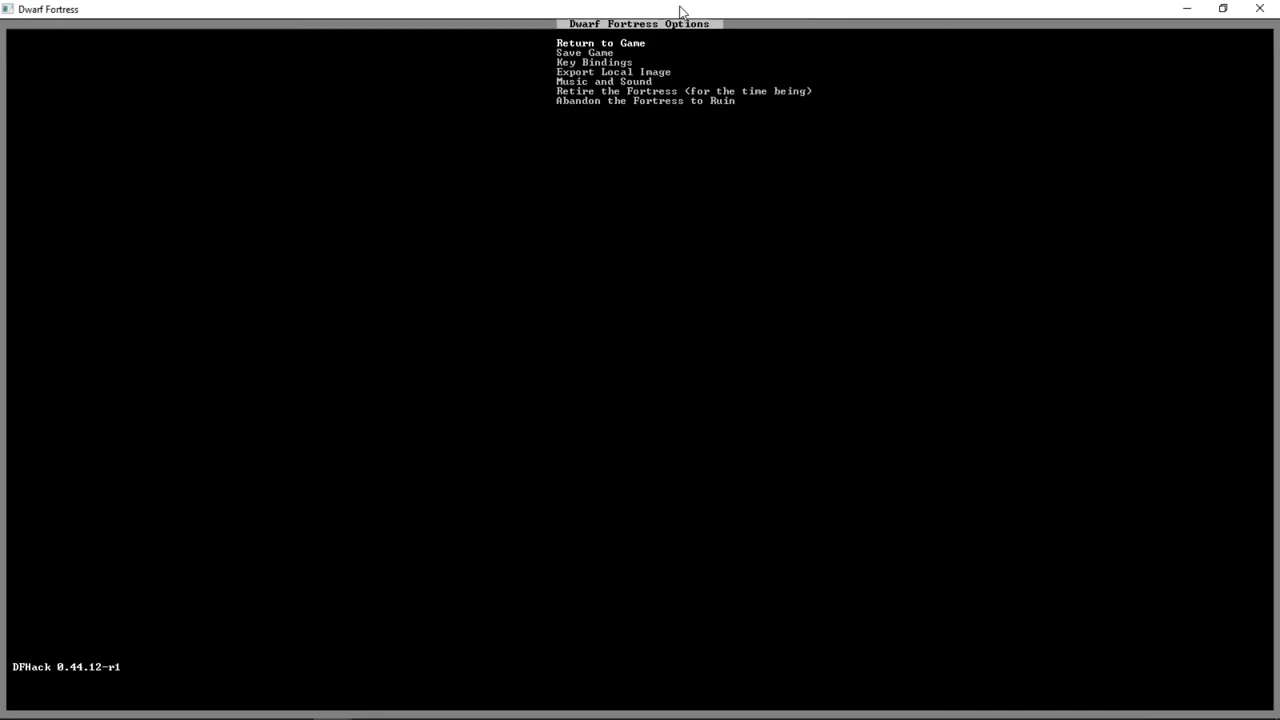 Dwarf Fortress
Dwarf Fortress Options
Return to Game
Save Game
Key Bindings
Export Local Image
Music and Sound
Retire the Fortress (for the time being)
Abandon the Fortress to Ruin
DFHack 0.44.12-r1